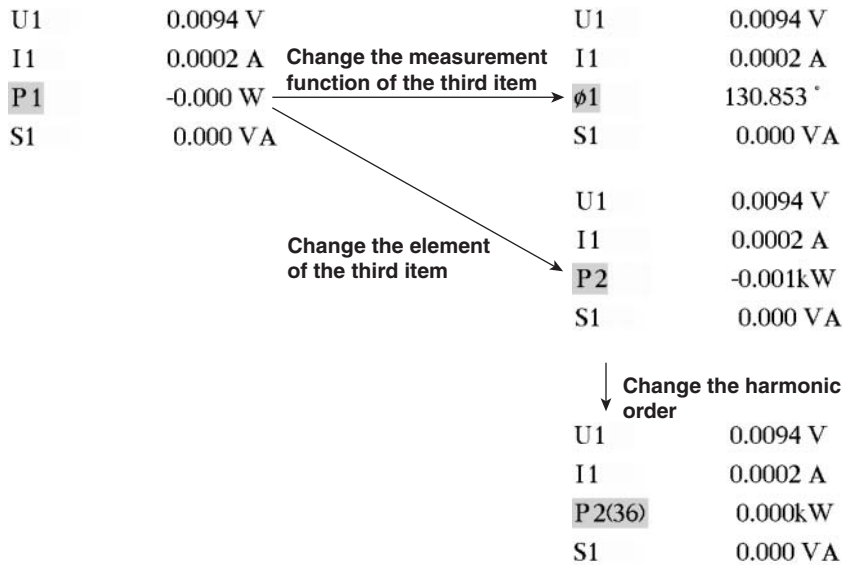 U1 0.0094 V
I1 0.0002 A
P1 -0.000 W
S1 0.000 VA
Change the measurement
function of the third item
U1 0.0094 V
I1 0.0002 A
ø1 130.853 °
S1 0.000 VA
Change the element
of the third item
U1 0.0094 V
I1 0.0002 A
P2 -0.001kW
S1 0.000 VA
Change the harmonic
order
U1 0.0094 V
I1 0.0002 A
P2(36) 0.000kW
S1 0.000 VA